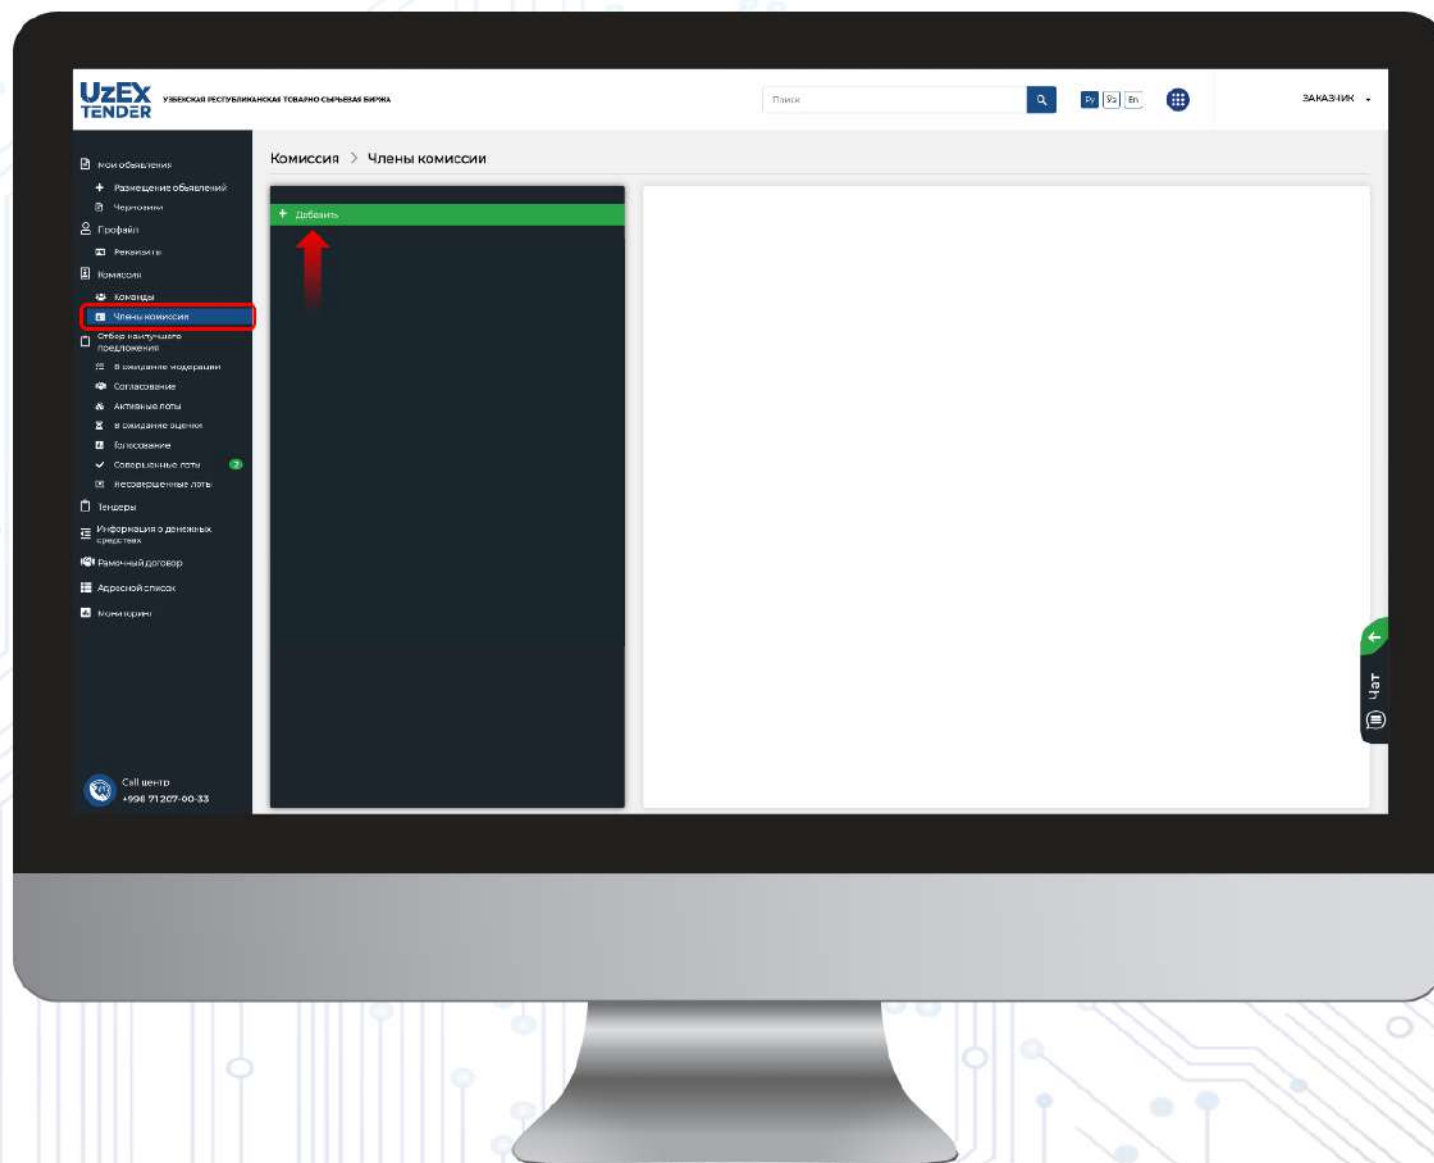 UzEX
TENDER
УЗБЕКСКАЯ РЕСПУБЛИКАНСКАЯ ТОВАРНО СЫРЬЕВАЯ БИРЖА
Поиск
Ру Ўз En
ЗАКАЗЧИК
Мои объявления
Размещение объявлений
Черновики
Профайл
Реквизиты
Комиссия
Команды
Члены комиссии
Отбор наилучшего
предложения
В ожидание модерации
Согласование
Активные лоты
В ожидание оценки
Голосование
Совершенные лоты 2
Несовершенные лоты
Тендеры
Информация о денежных
средствах
Рамочный договор
Адресной список
Мониторинг
Call центр
+998 71 207-00-33
Комиссия > Члены комиссии
+ Добавить
Чат